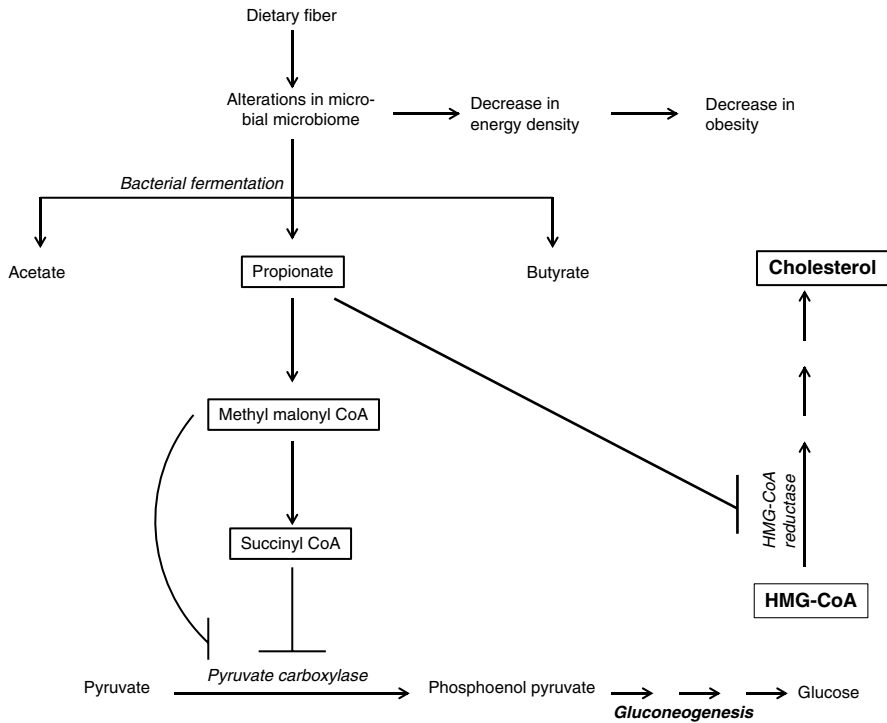 Dietary fiber
Alterations in micro-
bial microbiome
Decrease in
energy density
Decrease in
obesity
Bacterial fermentation
Acetate
Propionate
Butyrate
Cholesterol
Methyl malonyl CoA
HMG-CoA
reductase
Succinyl CoA
HMG-CoA
Pyruvate carboxylase
Pyruvate
Phosphoenol pyruvate
Glucose
Gluconeogenesis